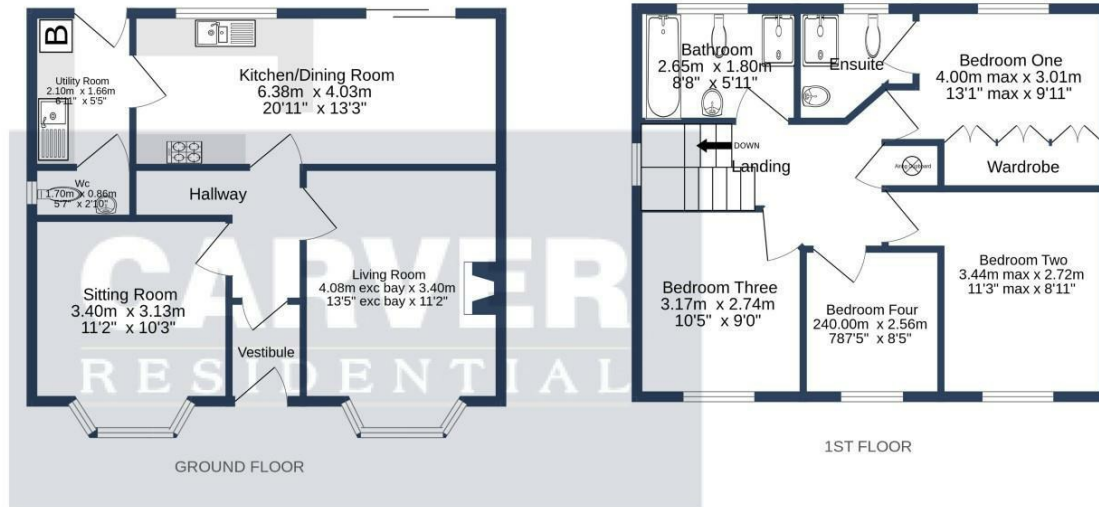 B
Utility Room
2.10m x 1.66m
6'11" x 5'5"
Kitchen/Dining Room
6.38m x 4.03m
20'11" x 13'3"
Wc
1.70m x 0.86m
5'7" x 2'10"
Hallway
Sitting Room
3.40m x 3.13m
11'2" x 10'3"
Living Room
4.08m exc bay x 3.40m
13'5" exc bay x 11'2"
Vestibule
CARVER
RESIDENTIAL
GROUND FLOOR
Bathroom
2.65m x 1.80m
8'8" x 5'11"
Ensuite
Bedroom One
4.00m max x 3.01m
13'1" max x 9'11"
DOWN
Landing
Airing cupboard
Wardrobe
Bedroom Two
3.44m max x 2.72m
11'3" max x 8'11"
Bedroom Three
3.17m x 2.74m
10'5" x 9'0"
Bedroom Four
240.00m x 2.56m
787'5" x 8'5"
1ST FLOOR